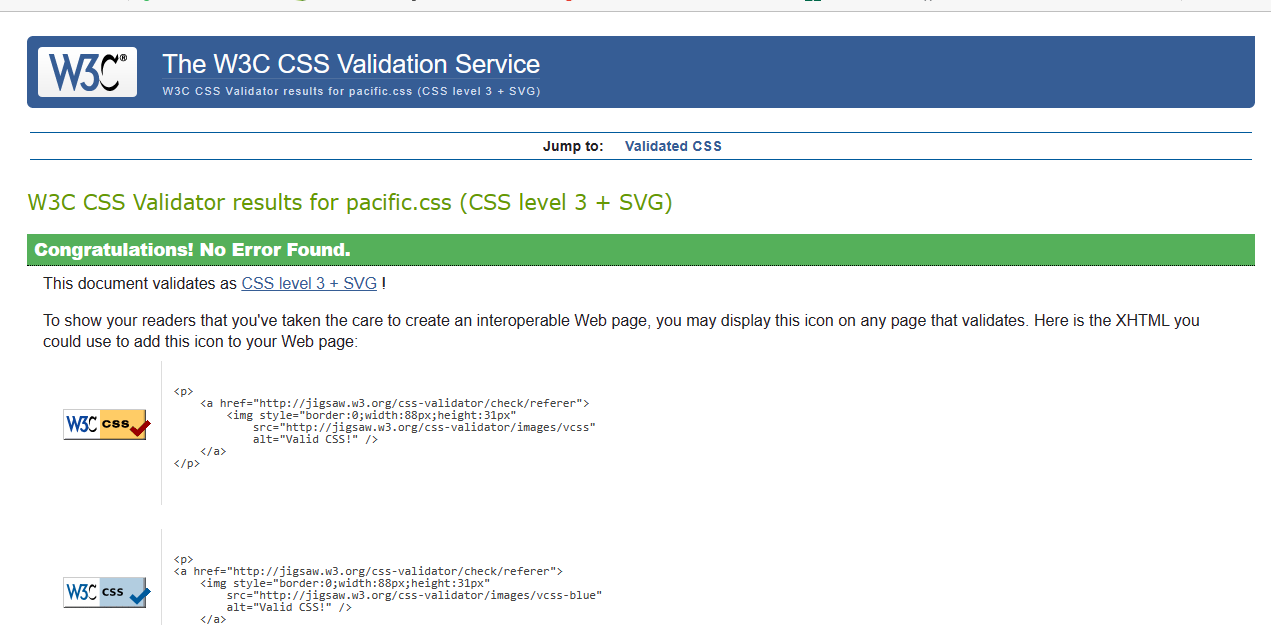 W3C®
The W3C CSS Validation Service
W3C CSS Validator results for pacific.css (CSS level 3 + SVG)
Jump to: Validated CSS
W3C CSS Validator results for pacific.css (CSS level 3 + SVG)
Congratulations! No Error Found.
This document validates as CSS level 3 + SVG !
To show your readers that you've taken the care to create an interoperable Web page, you may display this icon on any page that validates. Here is the XHTML you
could use to add this icon to your Web page:
W3C css
<p>
    <a href="http://jigsaw.w3.org/css-validator/check/referer">
        <img style="border:0;width:88px;height:31px"
            src="http://jigsaw.w3.org/css-validator/images/vcss"
            alt="Valid CSS!" />
    </a>
</p>
W3C css
<p>
<a href="http://jigsaw.w3.org/css-validator/check/referer">
    <img style="border:0;width:88px;height:31px"
        src="http://jigsaw.w3.org/css-validator/images/vcss-blue"
        alt="Valid CSS!" />
    </a>